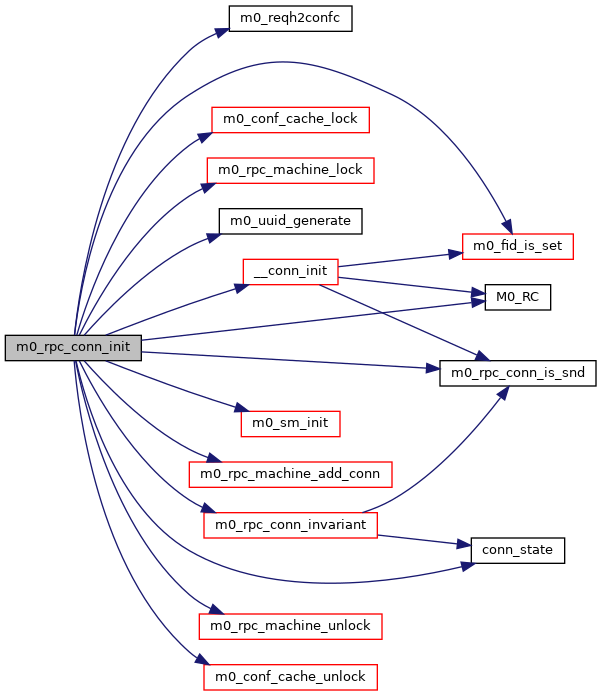 m0_reqh2confc
m0_conf_cache_lock
m0_rpc_machine_lock
m0_uuid_generate
m0_fid_is_set
__conn_init
M0_RC
m0_rpc_conn_init
m0_rpc_conn_is_snd
m0_sm_init
m0_rpc_machine_add_conn
m0_rpc_conn_invariant
conn_state
m0_rpc_machine_unlock
m0_conf_cache_unlock